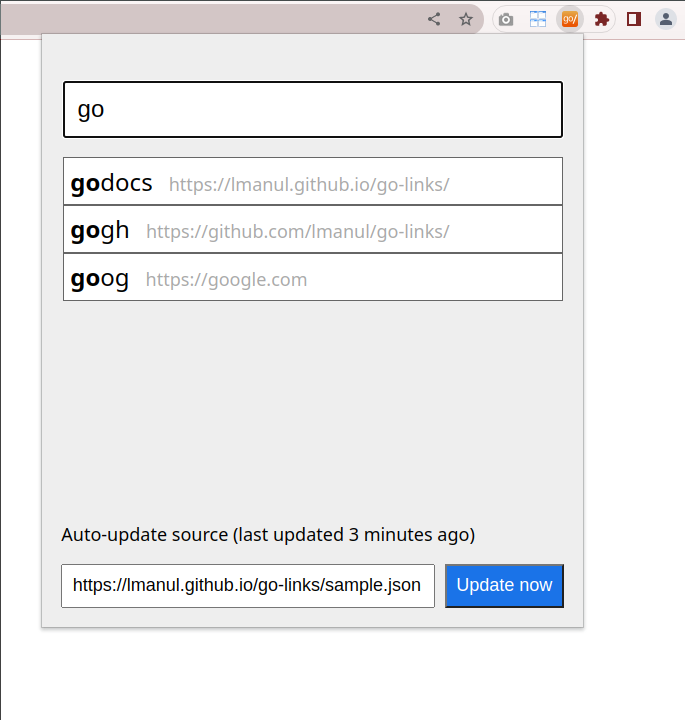 go/
go
godocs https://lmanul.github.io/go-links/
gogh https://github.com/lmanul/go-links/
goog https://google.com
Auto-update source (last updated 3 minutes ago)
https://lmanul.github.io/go-links/sample.json Update now